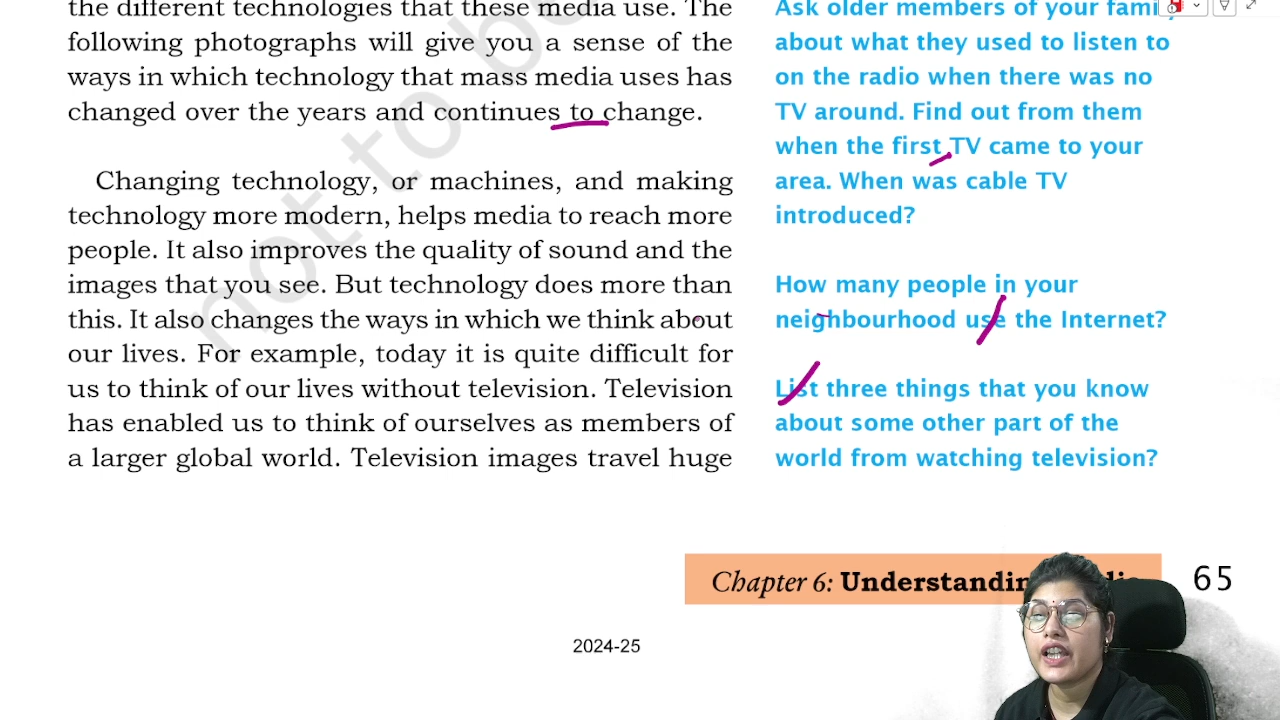 the different technologies that these media use. The
following photographs will give you a sense of the
ways in which technology that mass media uses has
changed over the years and continues to change.
Changing technology, or machines, and making
technology more modern, helps media to reach more
people. It also improves the quality of sound and the
images that you see. But technology does more than
this. It also changes the ways in which we think about
our lives. For example, today it is quite difficult for
us to think of our lives without television. Television
has enabled us to think of ourselves as members of
a larger global world. Television images travel huge
Ask older members of your family
about what they used to listen to
on the radio when there was no
TV around. Find out from them
when the first TV came to your
area. When was cable TV
introduced?
How many people in your
neighbourhood use the Internet?
List three things that you know
about some other part of the
world from watching television?
Chapter 6: Understanding
65
2024-25
not to be